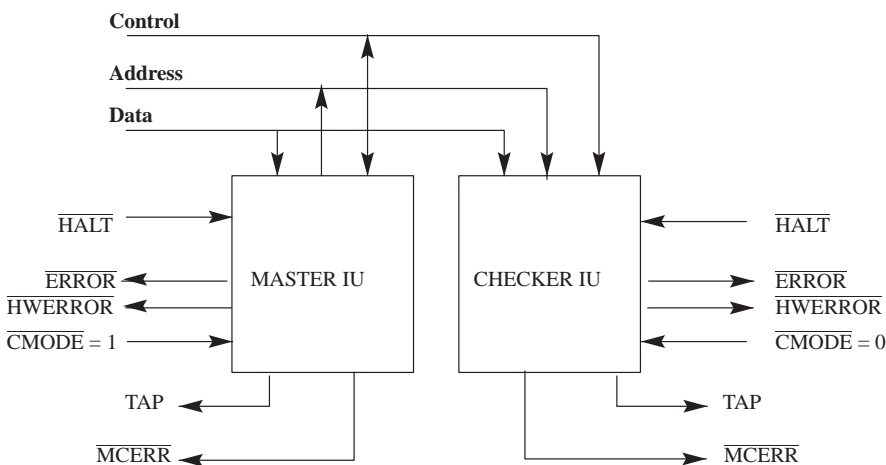 Control
Address
Data
HALT
HALT
ERROR
MASTER IU
CHECKER IU
ERROR
HWERROR
HWERROR
CMODE = 1
CMODE = 0
TAP
TAP
MCERR
MCERR